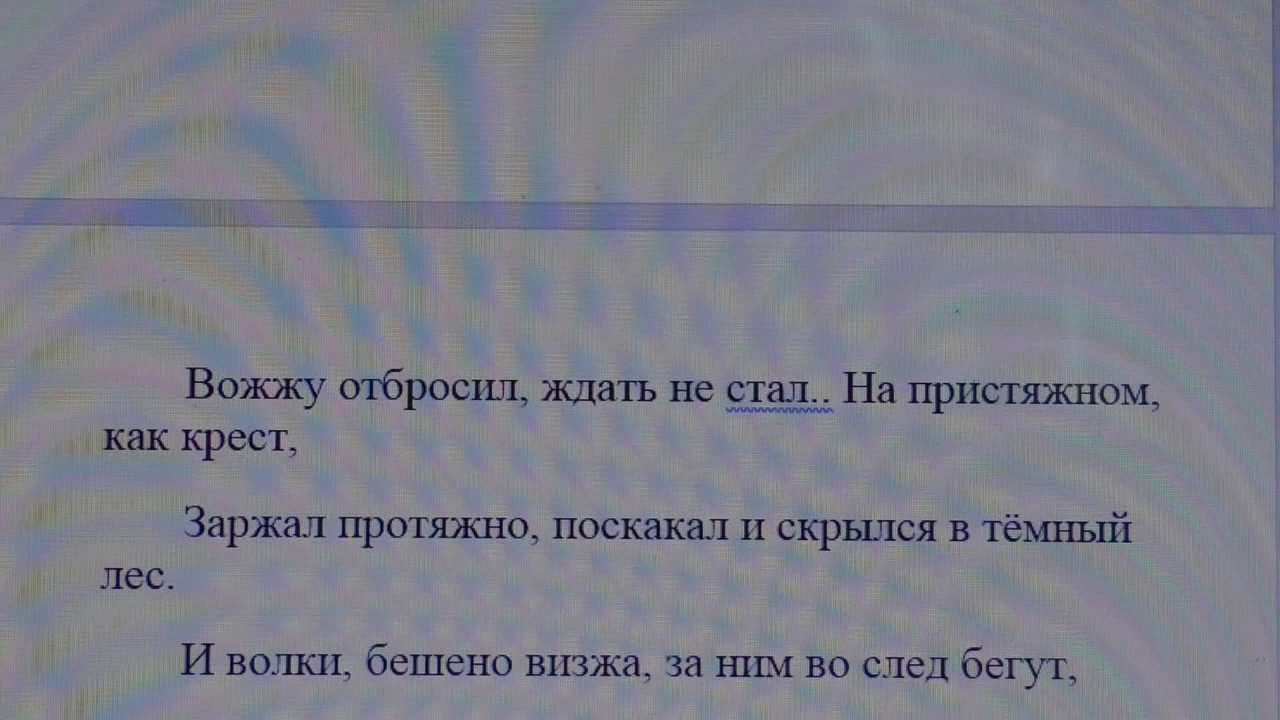 Вожжу отбросил, ждать не стал.. На пристяжном,
как крест,
Заржал протяжно, поскакал и скрылся в тёмный
лес.
И волки, бешено визжа, за ним во след бегут,